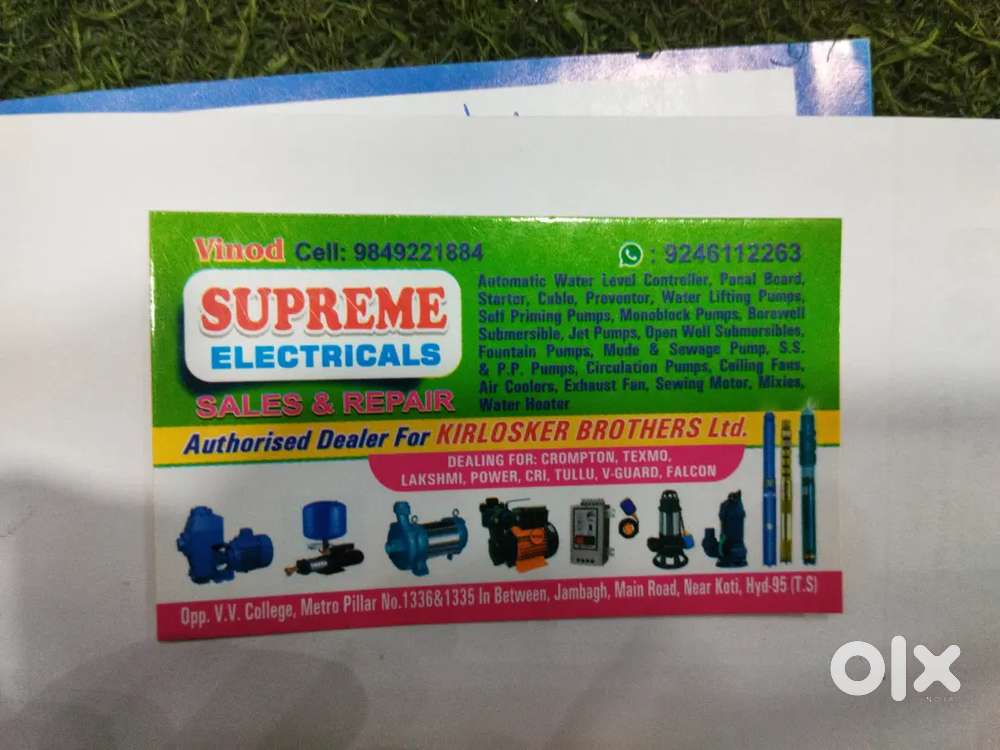 Vinod Cell: 9849221884
: 9246112263
SUPREME
ELECTRICALS
SALES & REPAIR
Automatic Water Level Controller, Panal Board,
Starter, Cable, Preventor, Water Lifting Pumps,
Self Priming Pumps, Monoblock Pumps, Borewell
Submersible, Jet Pumps, Open Well Submersibles,
Fountain Pumps, Mude & Sewage Pump, S.S.
& P.P. Pumps, Circulation Pumps, Ceiling Fans,
Air Coolers, Exhaust Fan, Sewing Motor, Mixies,
Water Heater
Authorised Dealer For KIRLOSKER BROTHERS Ltd.
DEALING FOR: CROMPTON, TEXMO,
LAKSHMI, POWER, CRI, TULLU, V-GUARD, FALCON
Opp. V.V. College, Metro Pillar No.1336&1335 In Between, Jambagh, Main Road, Near Koti, Hyd-95 (T.S)
olx
INDIA